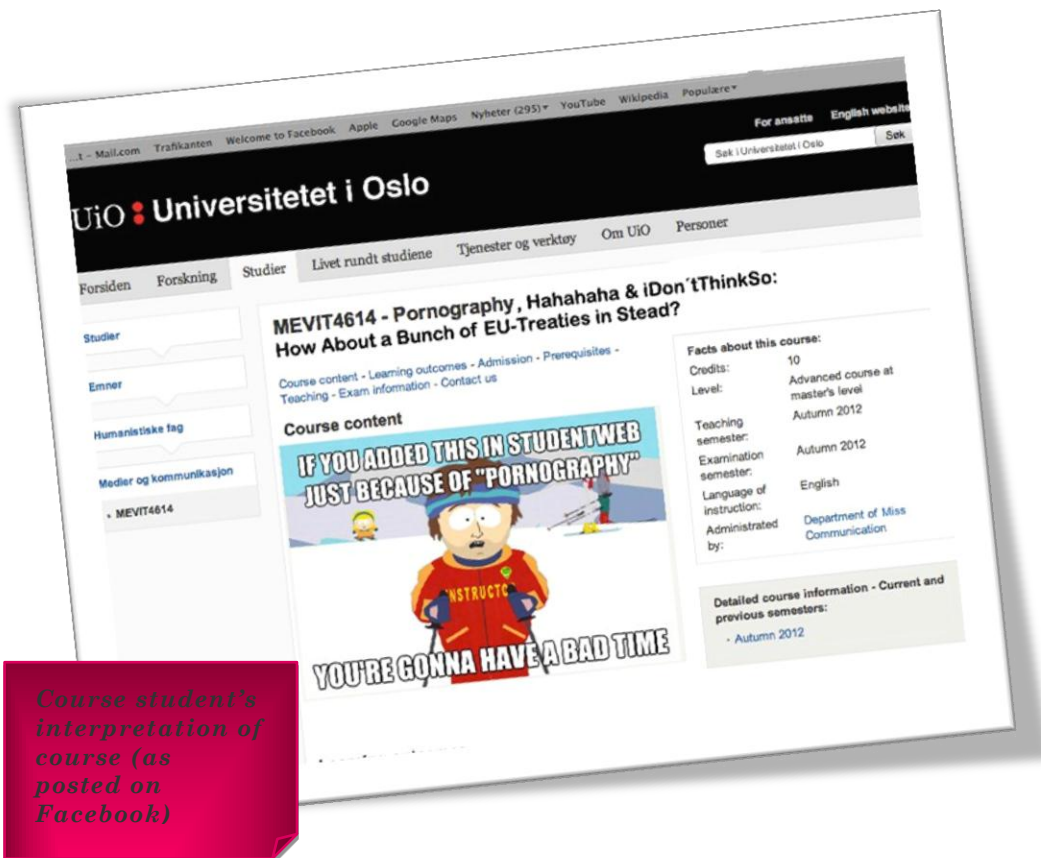 ...t - Mail.com Trafikanten Welcome to Facebook Apple Google Maps Nyheter (295)▾ YouTube Wikipedia Populære▾
For ansatte English website
UiO : Universitetet i Oslo
Søk i Universitetet i Oslo Søk
Forsiden Forskning Studier Livet rundt studiene Tjenester og verktøy Om UiO Personer
Studier
Emner
Humanistiske fag
Medier og kommunikasjon
• MEVIT4614
MEVIT4614 - Pornography, Hahahaha & iDon´tThinkSo:
How About a Bunch of EU-Treaties in Stead?
Course content - Learning outcomes - Admission - Prerequisites -
Teaching - Exam information - Contact us
Course content
IF YOU ADDED THIS IN STUDENTWEB
JUST BECAUSE OF "PORNOGRAPHY"
INSTRUCTO
YOU'RE GONNA HAVE A BAD TIME
Facts about this course:
Credits: 10
Level: Advanced course at
master's level
Teaching Autumn 2012
semester:
Examination Autumn 2012
semester:
Language of English
instruction:
Administrated Department of Miss
by: Communication
Detailed course information - Current and
previous semesters:
• Autumn 2012
Course student's
interpretation of
course (as
posted on
Facebook)